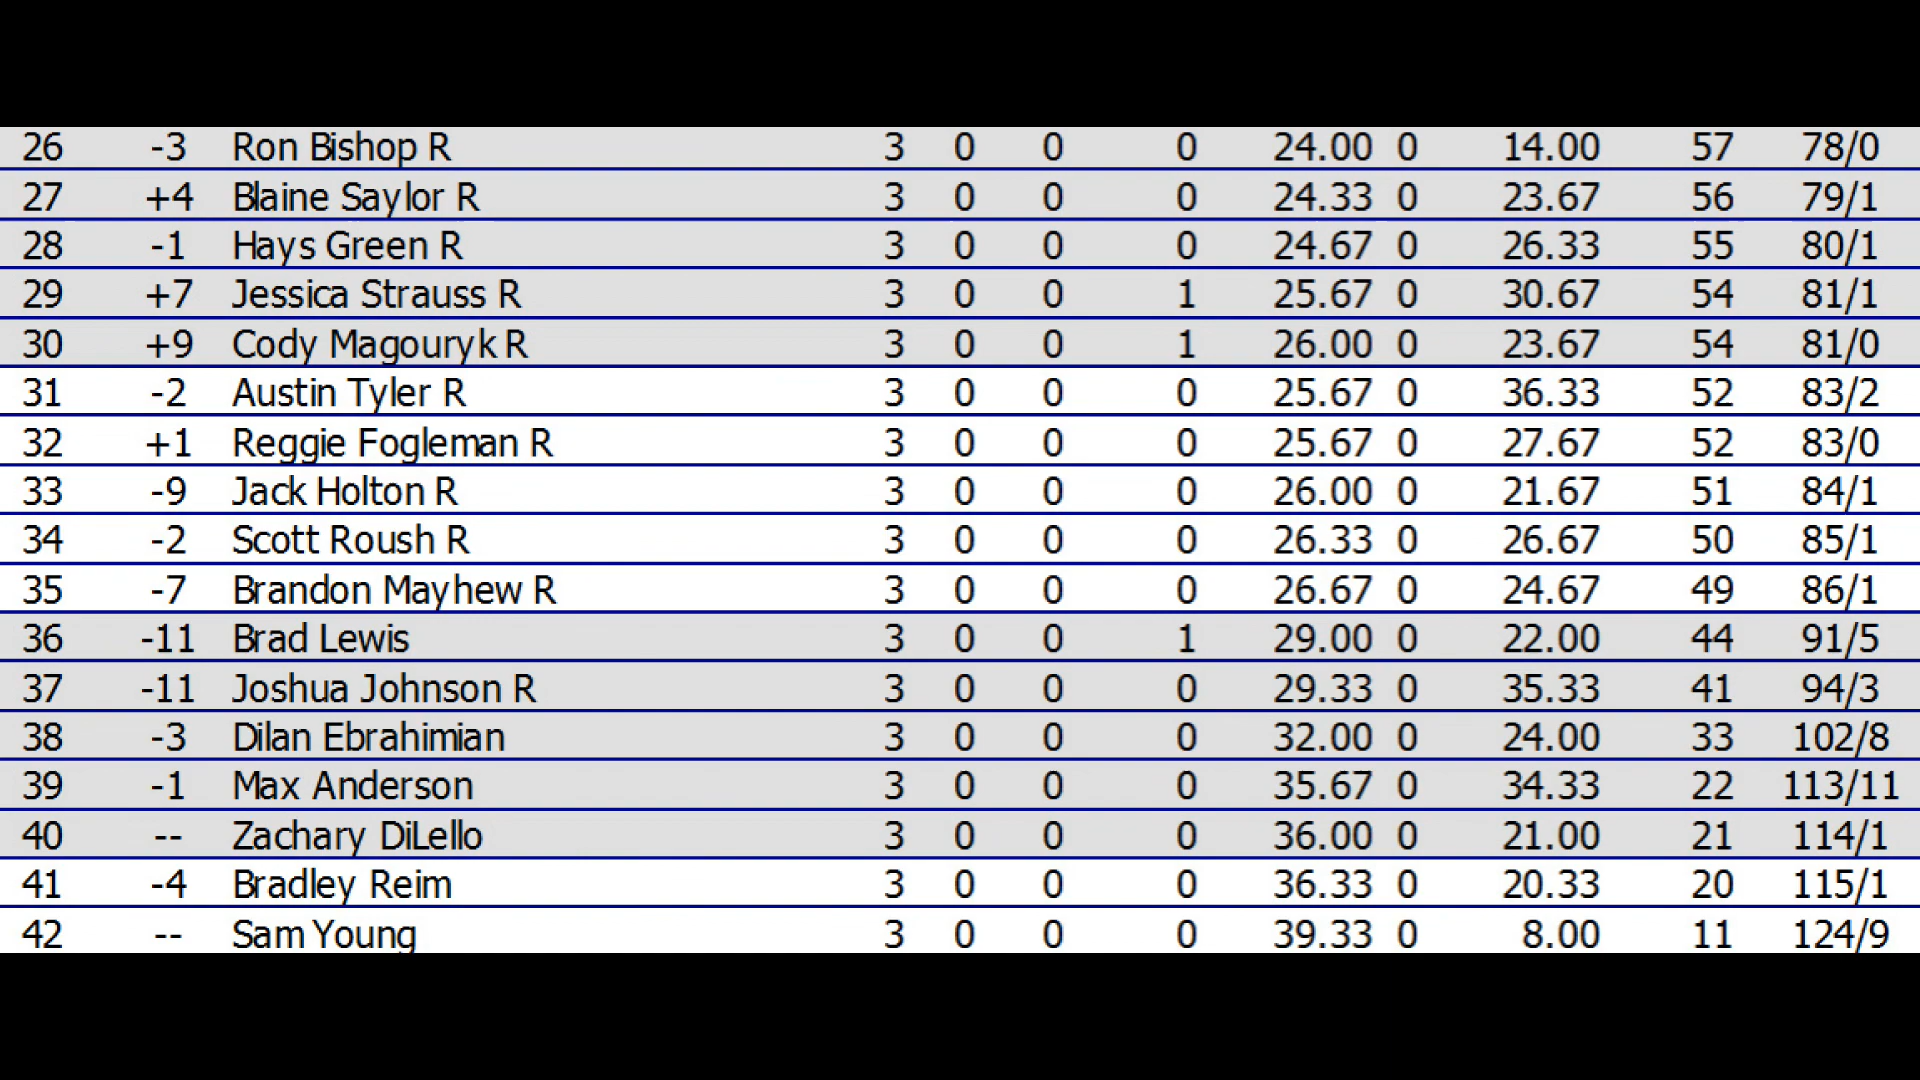 26 -3 Ron Bishop R 3 0 0 0 24.00 0 14.00 57 78/0
27 +4 Blaine Saylor R 3 0 0 0 24.33 0 23.67 56 79/1
28 -1 Hays Green R 3 0 0 0 24.67 0 26.33 55 80/1
29 +7 Jessica Strauss R 3 0 0 1 25.67 0 30.67 54 81/1
30 +9 Cody Magouryk R 3 0 0 1 26.00 0 23.67 54 81/0
31 -2 Austin Tyler R 3 0 0 0 25.67 0 36.33 52 83/2
32 +1 Reggie Fogleman R 3 0 0 0 25.67 0 27.67 52 83/0
33 -9 Jack Holton R 3 0 0 0 26.00 0 21.67 51 84/1
34 -2 Scott Roush R 3 0 0 0 26.33 0 26.67 50 85/1
35 -7 Brandon Mayhew R 3 0 0 0 26.67 0 24.67 49 86/1
36 -11 Brad Lewis 3 0 0 1 29.00 0 22.00 44 91/5
37 -11 Joshua Johnson R 3 0 0 0 29.33 0 35.33 41 94/3
38 -3 Dilan Ebrahimian 3 0 0 0 32.00 0 24.00 33 102/8
39 -1 Max Anderson 3 0 0 0 35.67 0 34.33 22 113/11
40 -- Zachary DiLello 3 0 0 0 36.00 0 21.00 21 114/1
41 -4 Bradley Reim 3 0 0 0 36.33 0 20.33 20 115/1
42 -- Sam Young 3 0 0 0 39.33 0 8.00 11 124/9